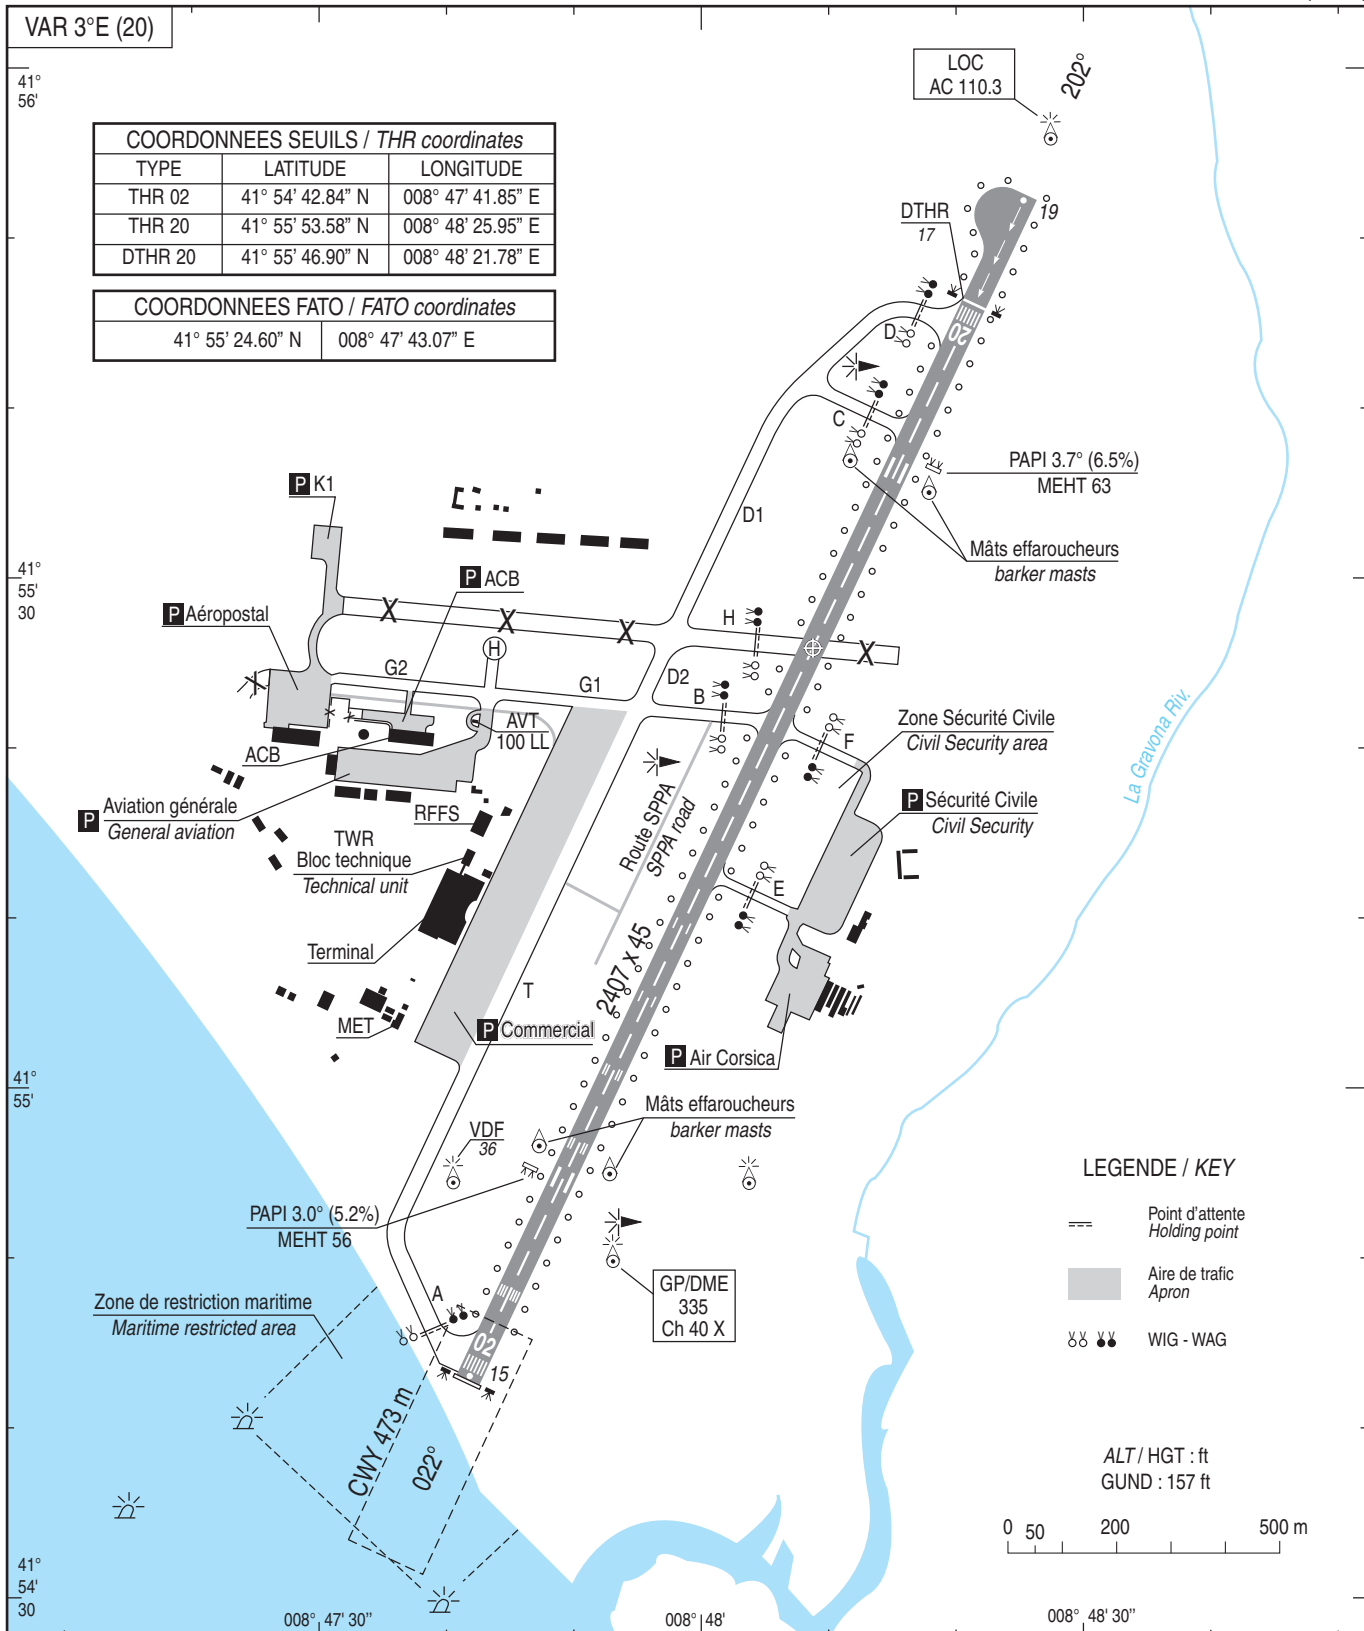 VAR 3°E (20)
41°
56'
LOC
AC 110.3
202°
COORDONNEES SEUILS / THR coordinates
TYPE LATITUDE LONGITUDE
THR 02 41° 54' 42.84” N 008° 47' 41.85” E
THR 20 41° 55' 53.58” N 008° 48' 25.95” E
DTHR 20 41° 55' 46.90” N 008° 48' 21.78” E
COORDONNEES FATO / FATO coordinates
41° 55' 24.60” N 008° 47' 43.07” E
DTHR
17
19
20
D
C
PAPI 3.7° (6.5%)
MEHT 63
Mâts effaroucheurs
barker masts
D1
P K1
P ACB
41°
55'
30
P Aéropostal
X X X X
H
H
G2
G1
D2
B
AVT
100 LL
ACB
F
Zone Sécurité Civile
Civil Security area
La Gravona Riv.
P Aviation générale
General aviation
RFFS
P Sécurité Civile
Civil Security
TWR
Bloc technique
Technical unit
Route SPPA
SPPA road
E
Terminal
2407 X 45
T
MET
P Commercial
P Air Corsica
41°
55'
Mâts effaroucheurs
barker masts
VDF
36
PAPI 3.0° (5.2%)
MEHT 56
LEGENDE / KEY
Point d'attente
Holding point
Aire de trafic
Apron
WIG - WAG
GP/DME
335
Ch 40 X
A
Zone de restriction maritime
Maritime restricted area
02
15
CWY 473 m
022°
ALT / HGT : ft
GUND : 157 ft
0 50 200 500 m
41°
54'
30
008° 47' 30” 008° 48' 008° 48' 30”